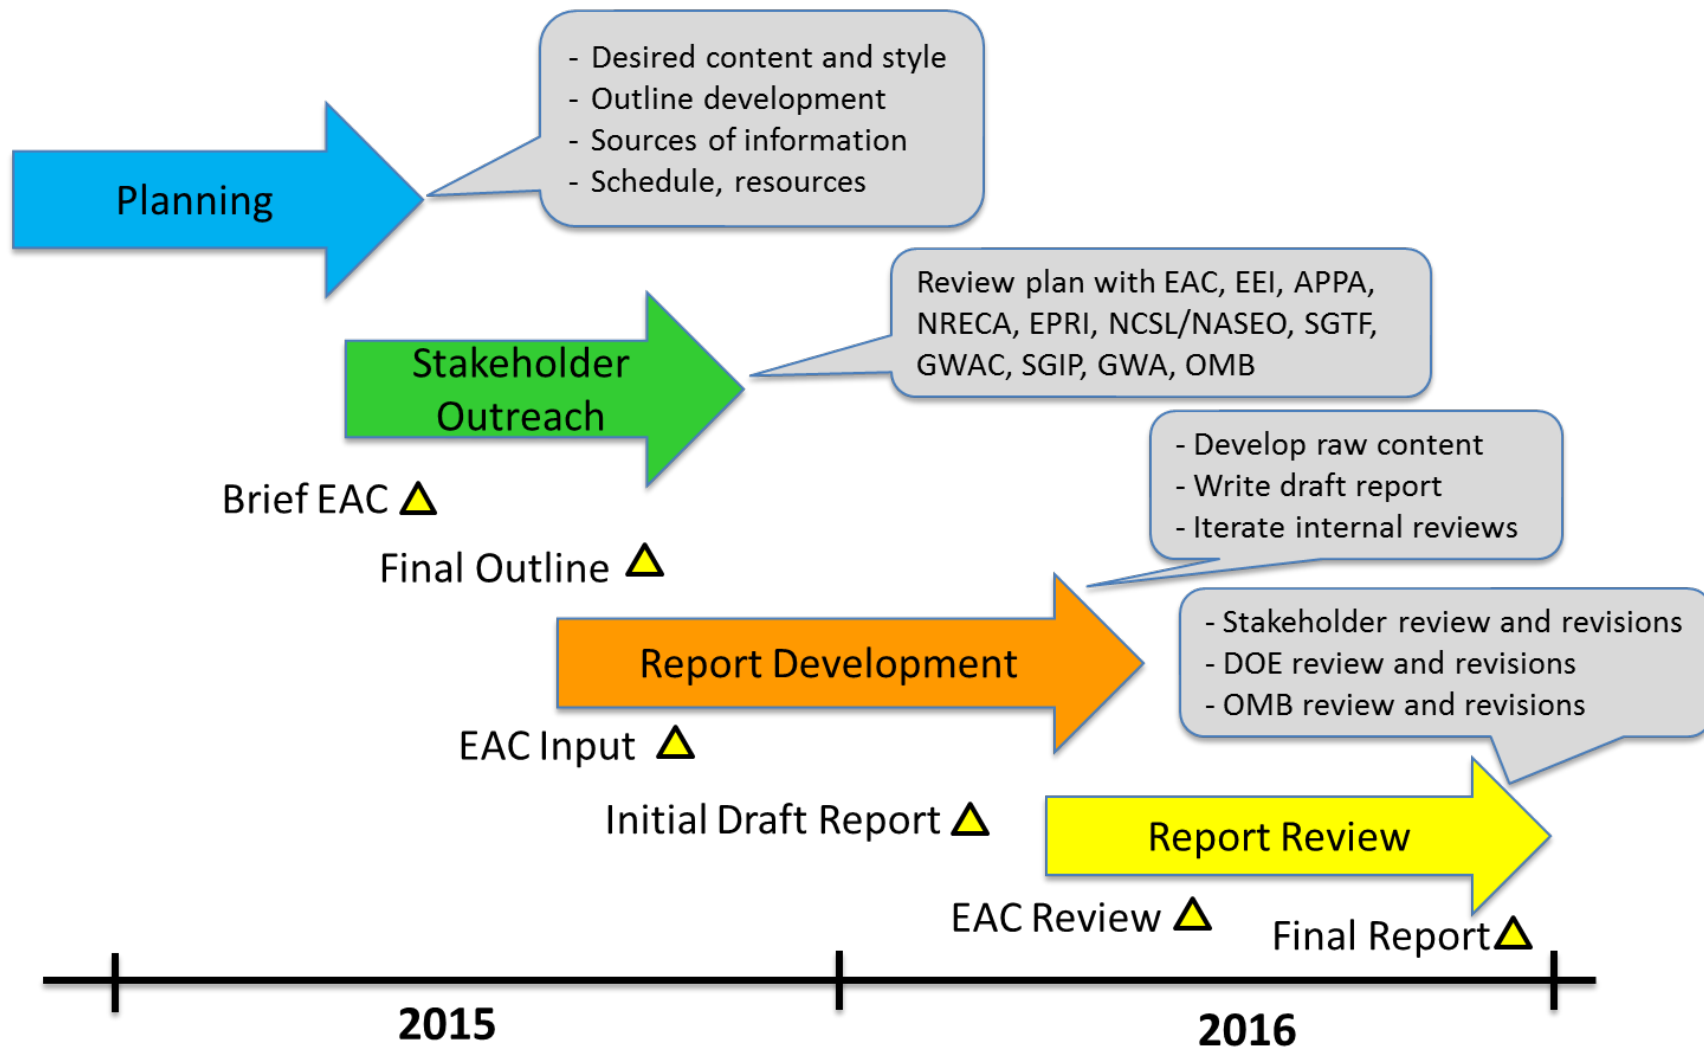 - Desired content and style
- Outline development
- Sources of information
- Schedule, resources
Planning
Review plan with EAC, EEI, APPA,
NRECA, EPRI, NCSL/NASEO, SGTF,
GWAC, SGIP, GWA, OMB
Stakeholder
Outreach
- Develop raw content
- Write draft report
- Iterate internal reviews
Brief EAC
Final Outline
- Stakeholder review and revisions
- DOE review and revisions
- OMB review and revisions
Report Development
EAC Input
Initial Draft Report
Report Review
EAC Review
Final Report
2015
2016